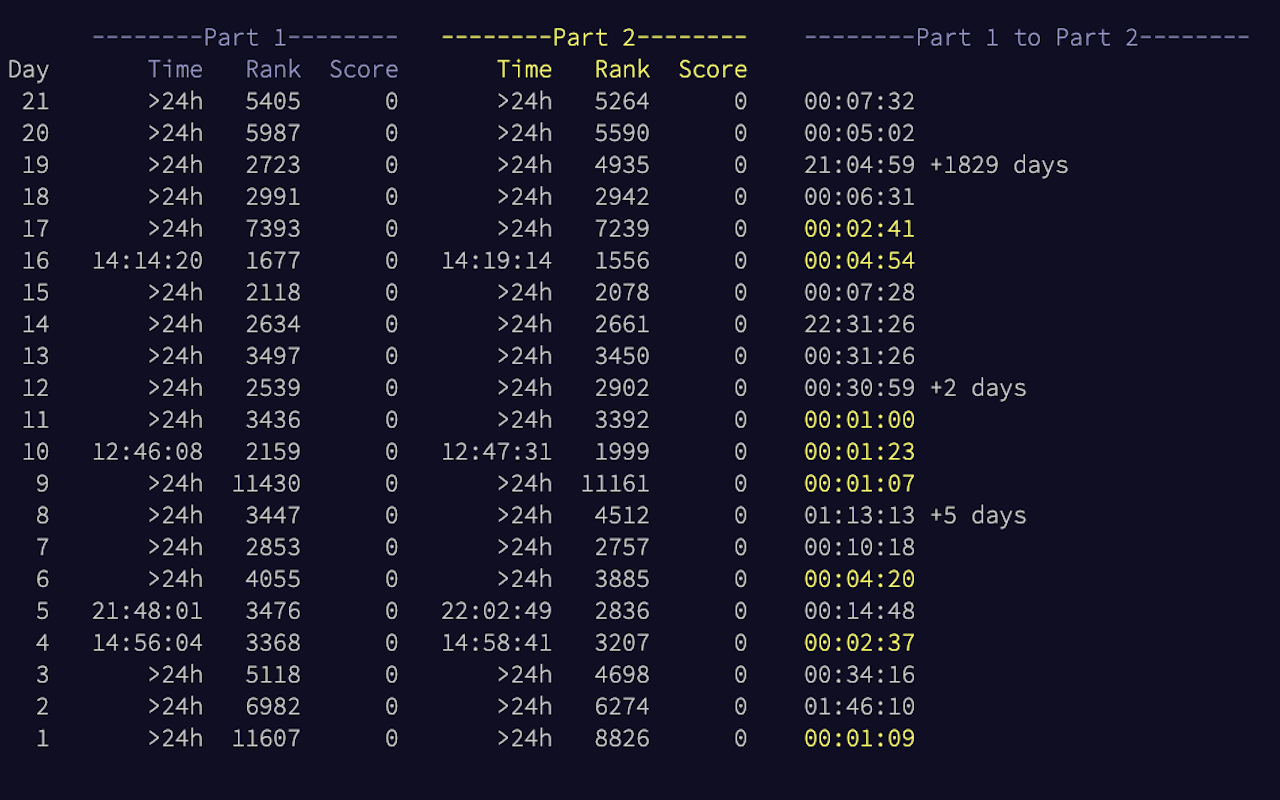 --------Part 1-------- --------Part 2-------- --------Part 1 to Part 2--------
Day Time Rank Score Time Rank Score
21 >24h 5405 0 >24h 5264 0 00:07:32
20 >24h 5987 0 >24h 5590 0 00:05:02
19 >24h 2723 0 >24h 4935 0 21:04:59 +1829 days
18 >24h 2991 0 >24h 2942 0 00:06:31
17 >24h 7393 0 >24h 7239 0 00:02:41
16 14:14:20 1677 0 14:19:14 1556 0 00:04:54
15 >24h 2118 0 >24h 2078 0 00:07:28
14 >24h 2634 0 >24h 2661 0 22:31:26
13 >24h 3497 0 >24h 3450 0 00:31:26
12 >24h 2539 0 >24h 2902 0 00:30:59 +2 days
11 >24h 3436 0 >24h 3392 0 00:01:00
10 12:46:08 2159 0 12:47:31 1999 0 00:01:23
9 >24h 11430 0 >24h 11161 0 00:01:07
8 >24h 3447 0 >24h 4512 0 01:13:13 +5 days
7 >24h 2853 0 >24h 2757 0 00:10:18
6 >24h 4055 0 >24h 3885 0 00:04:20
5 21:48:01 3476 0 22:02:49 2836 0 00:14:48
4 14:56:04 3368 0 14:58:41 3207 0 00:02:37
3 >24h 5118 0 >24h 4698 0 00:34:16
2 >24h 6982 0 >24h 6274 0 01:46:10
1 >24h 11607 0 >24h 8826 0 00:01:09